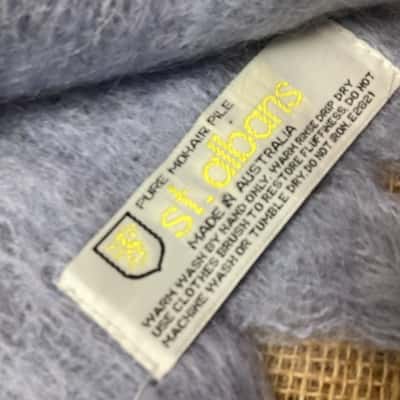 PURE MOHAIR PILE
st. albans
MADE IN AUSTRALIA
WARM WASH BY HAND ONLY, WARM RINSE DRIP DRY
USE CLOTHES BRUSH TO RESTORE FLUFFINESS. DO NOT
MACHINE WASH OR TUMBLE DRY. DO NOT IRON. E2821